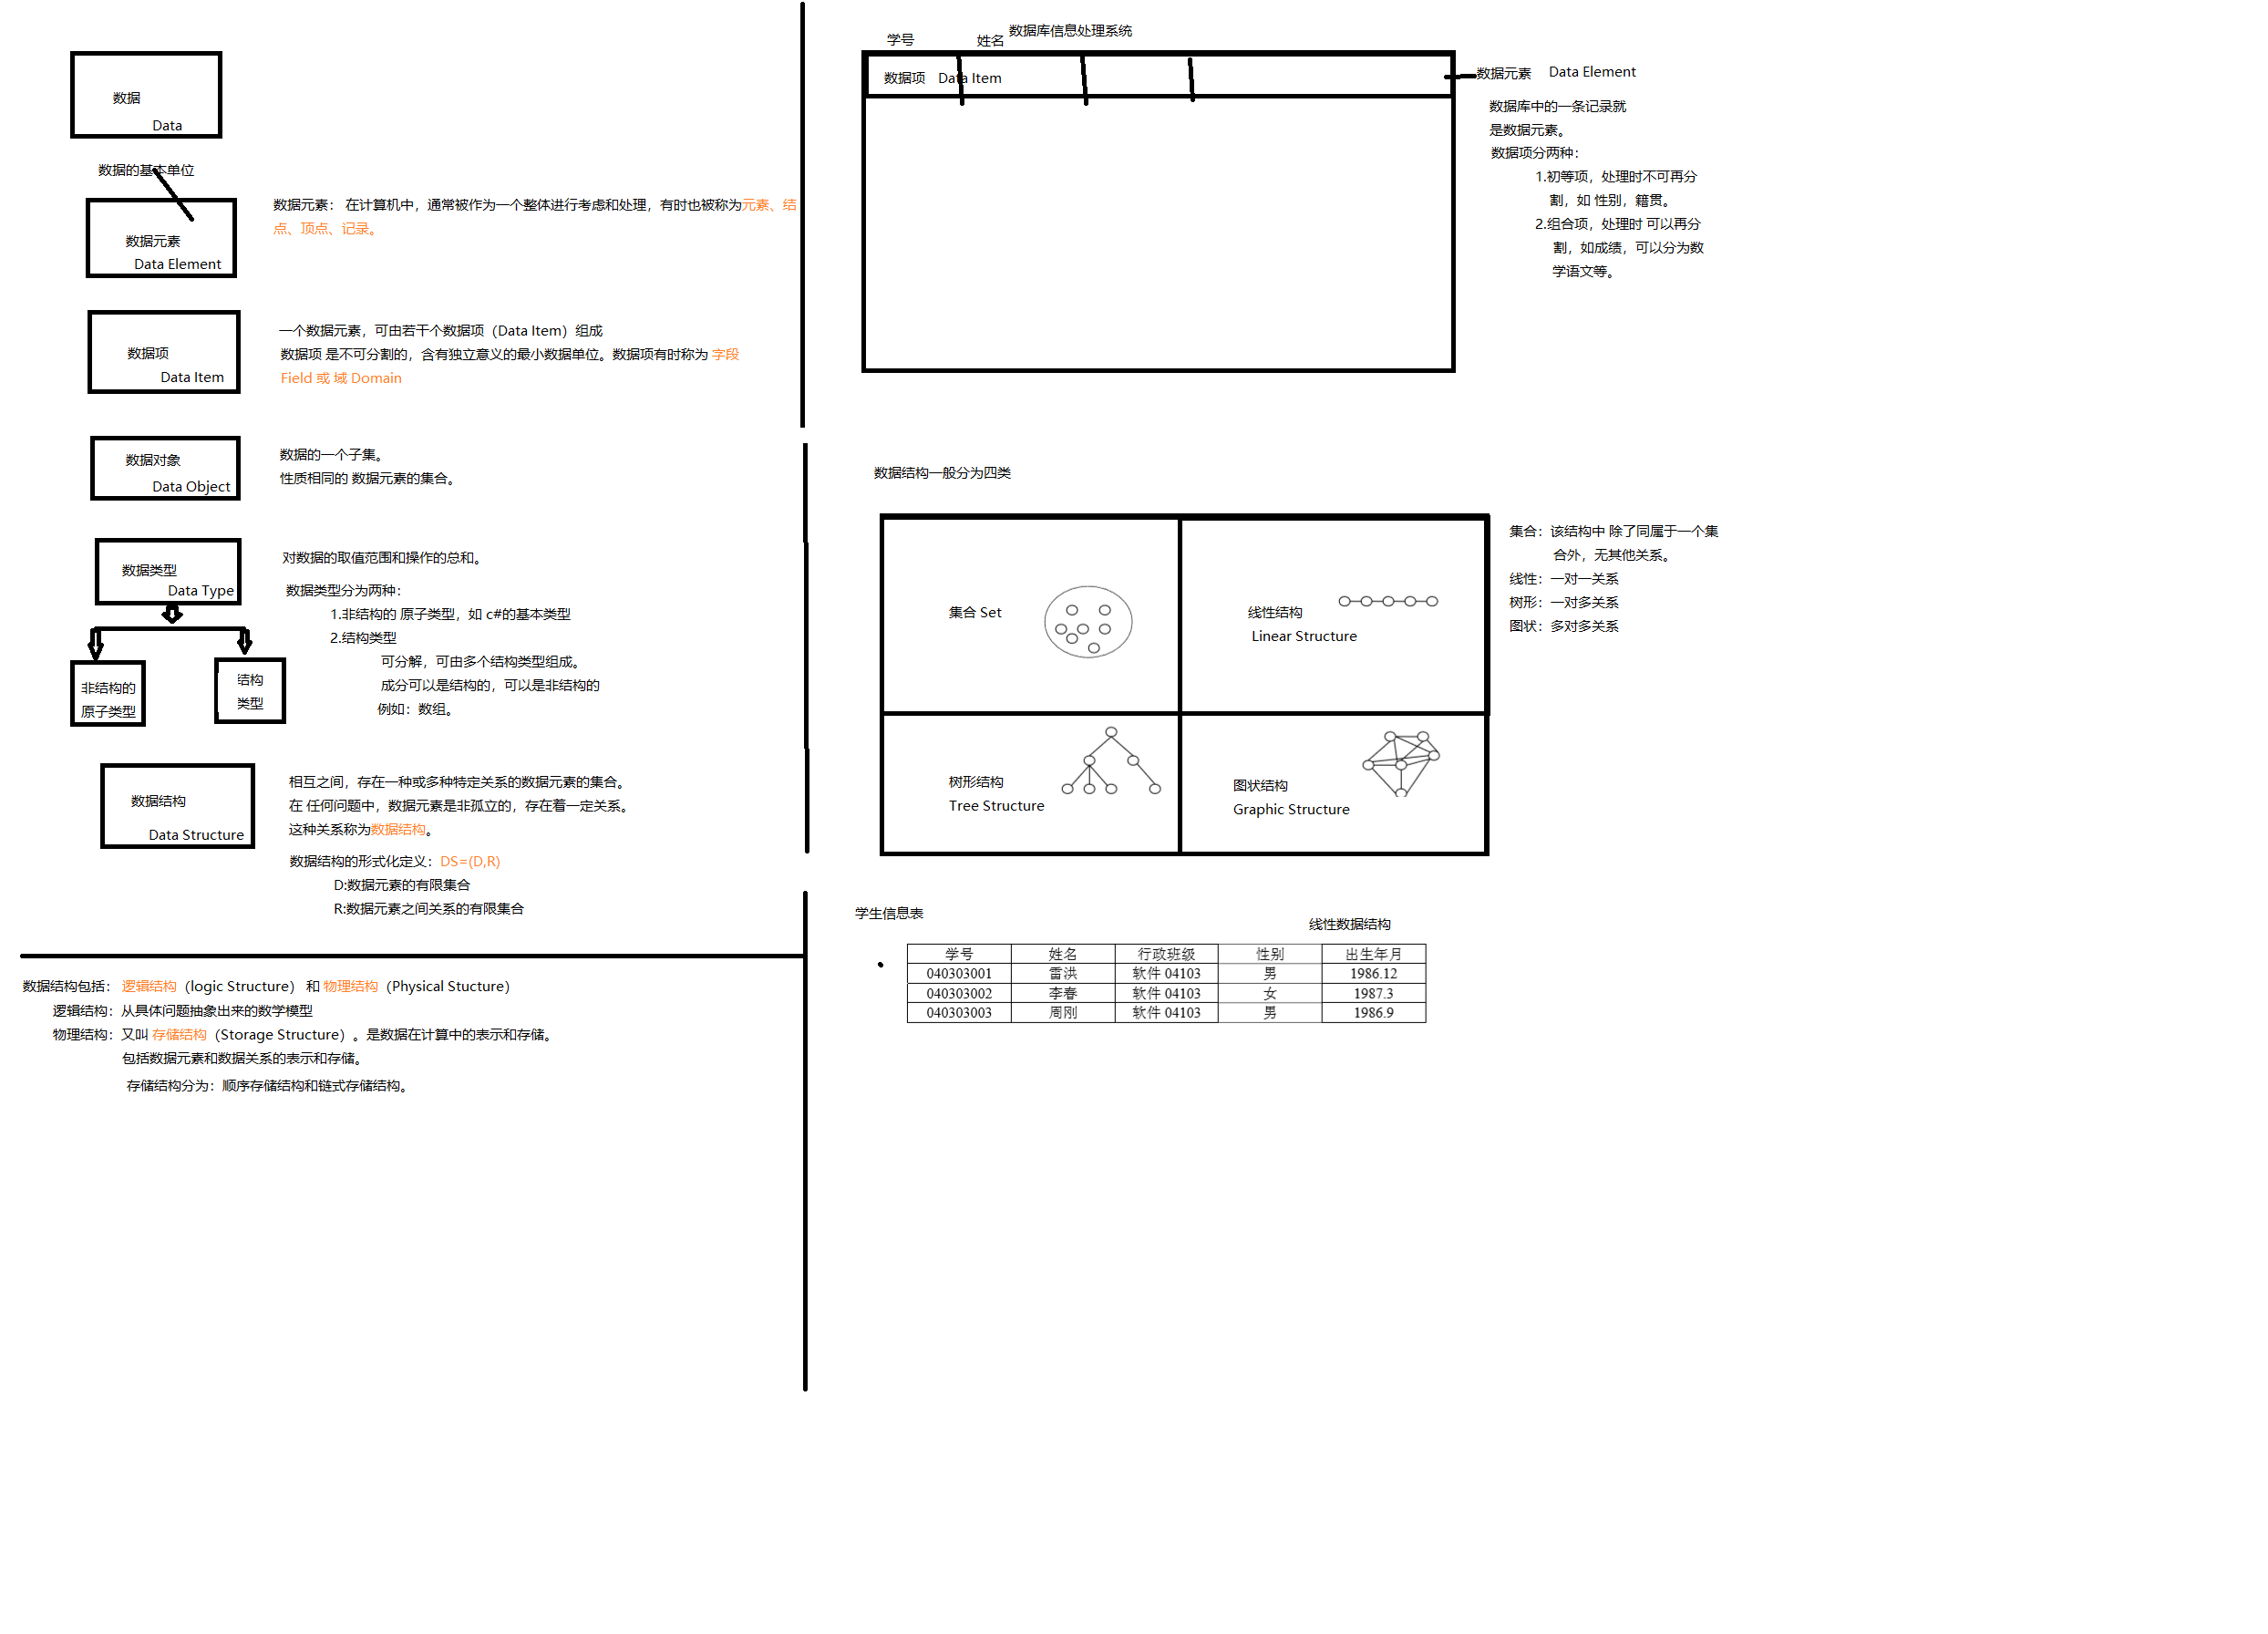 数据
Data
数据的基本单位
数据元素
Data Element
数据元素： 在计算机中，通常被作为一个整体进行考虑和处理，有时也被称为元素、结
点、顶点、记录。
数据项
Data Item
一个数据元素，可由若干个数据项（Data Item）组成
数据项 是不可分割的，含有独立意义的最小数据单位。数据项有时称为 字段
Field 或 域 Domain
数据对象
Data Object
数据的一个子集。
性质相同的 数据元素的集合。
数据类型
Data Type
对数据的取值范围和操作的总和。
数据类型分为两种：
1.非结构的 原子类型，如 c#的基本类型
2.结构类型
可分解，可由多个结构类型组成。
成分可以是结构的，可以是非结构的
例如：数组。
非结构的
原子类型
结构
类型
数据结构
Data Structure
相互之间，存在一种或多种特定关系的数据元素的集合。
在 任何问题中，数据元素是非孤立的，存在着一定关系。
这种关系称为数据结构。
数据结构的形式化定义：DS=(D,R)
D:数据元素的有限集合
R:数据元素之间关系的有限集合
数据结构包括： 逻辑结构（logic Structure） 和 物理结构（Physical Stucture）
逻辑结构：从具体问题抽象出来的数学模型
物理结构：又叫 存储结构（Storage Structure）。是数据在计算中的表示和存储。
包括数据元素和数据关系的表示和存储。
存储结构分为：顺序存储结构和链式存储结构。
数据库信息处理系统
学号 姓名
数据项 Data Item
数据元素 Data Element
数据库中的一条记录就
是数据元素。
数据项分两种：
1.初等项，处理时不可再分
割，如 性别，籍贯。
2.组合项，处理时 可以再分
割，如成绩，可以分为数
学语文等。
数据结构一般分为四类
集合 Set
线性结构
Linear Structure
树形结构
Tree Structure
图状结构
Graphic Structure
集合：该结构中 除了同属于一个集
合外，无其他关系。
线性：一对一关系
树形：一对多关系
图状：多对多关系
学生信息表
线性数据结构
学号 姓名 行政班级 性别 出生年月
040303001 雷洪 软件 04103 男 1986.12
040303002 李春 软件 04103 女 1987.3
040303003 周刚 软件 04103 男 1986.9